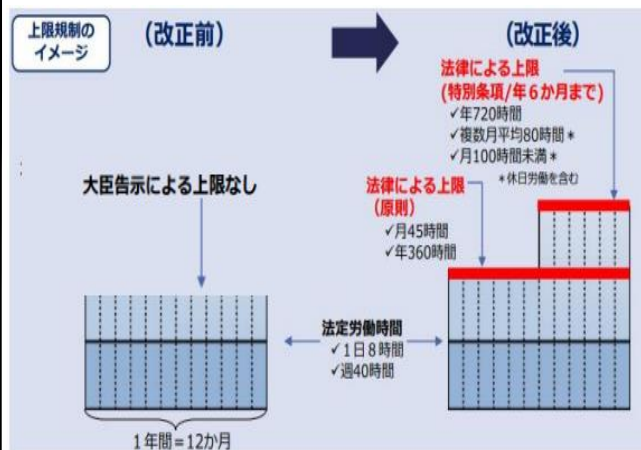 上限規制の
イメージ
(改正前)
(改正後)
法律による上限
(特別条項/年6か月まで)
✓年720時間
✓複数月平均80時間*
✓月100時間未満*
*休日労働を含む
大臣告示による上限なし
法律による上限
(原則)
✓月45時間
✓年360時間
法定労働時間
✓1日8時間
✓週40時間
1年間=12か月